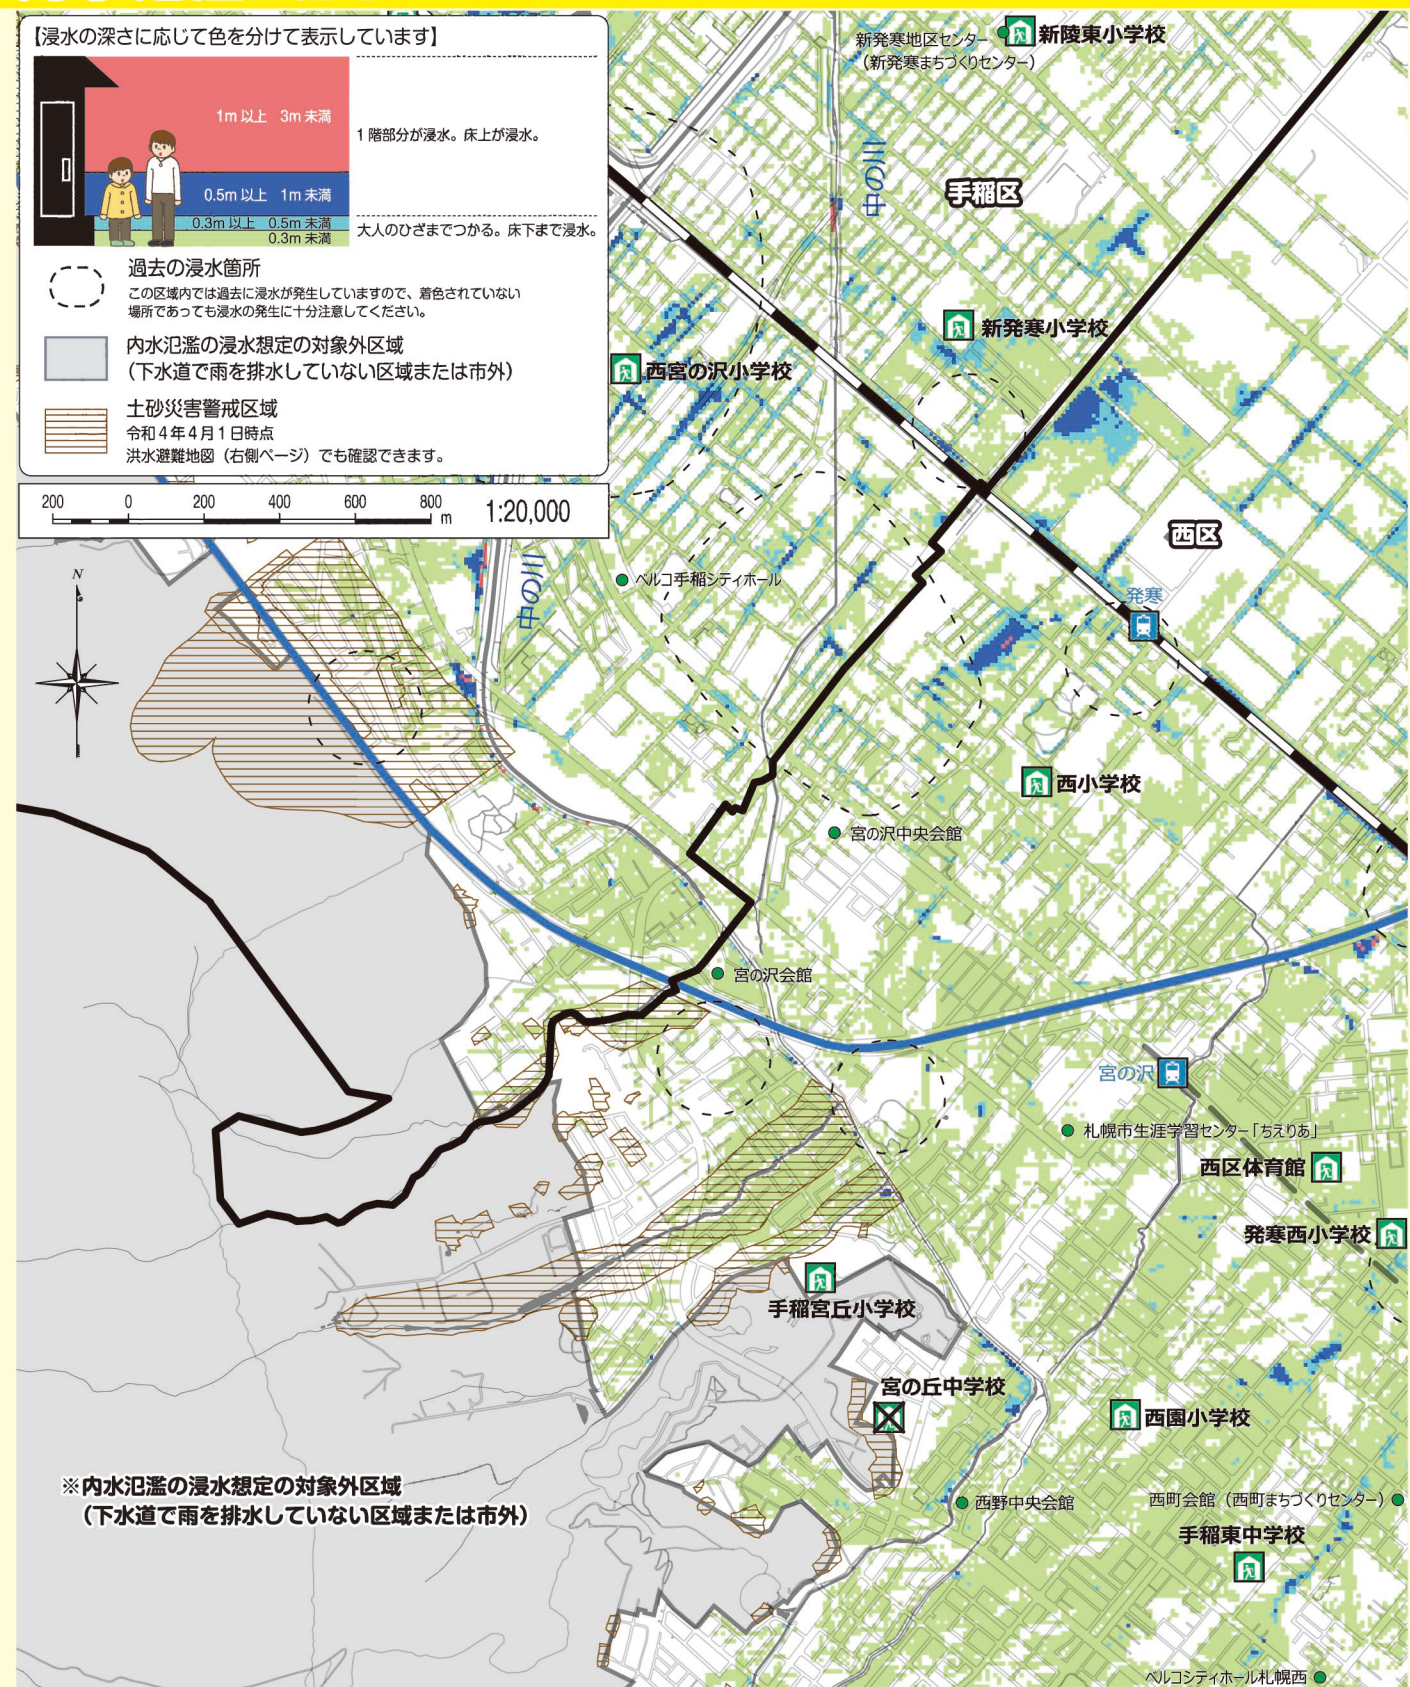 【浸水の深さに応じて色を分けて表示しています】
1m 以上　3m 未満
1 階部分が浸水。床上が浸水。
0.5m 以上　1m 未満
0.3m 以上　0.5m 未満
0.3m 未満
大人のひざまでつかる。床下まで浸水。
過去の浸水箇所
この区域内では過去に浸水が発生していますので、着色されていない
場所であっても浸水の発生に十分注意してください。
内水氾濫の浸水想定の対象外区域
(下水道で雨を排水していない区域または市外)
土砂災害警戒区域
令和４年４月１日時点
洪水避難地図（右側ページ）でも確認できます。
200 0 200 400 600 800 m 1:20,000
N
新発寒地区センター
（新発寒まちづくりセンター）
新陵東小学校
中の川
手稲区
新発寒小学校
西宮の沢小学校
西区
中の川
ベルコ手稲シティホール
発寒
西小学校
宮の沢中央会館
宮の沢会館
宮の沢
札幌市生涯学習センター「ちえりあ」
西区体育館
発寒西小学校
手稲宮丘小学校
宮の丘中学校
西園小学校
※内水氾濫の浸水想定の対象外区域
(下水道で雨を排水していない区域または市外)
西野中央会館
西町会館（西町まちづくりセンター）
手稲東中学校
ベルコシティホール札幌西